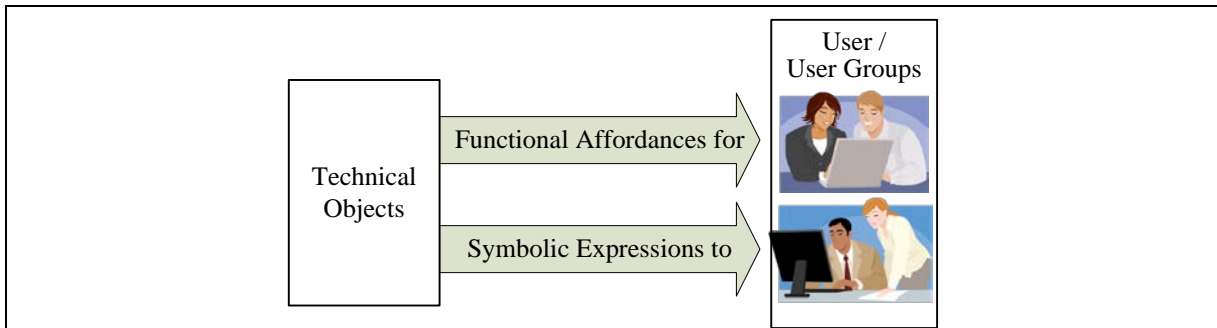 User /
User Groups
Functional Affordances for
Technical
Objects
Symbolic Expressions to